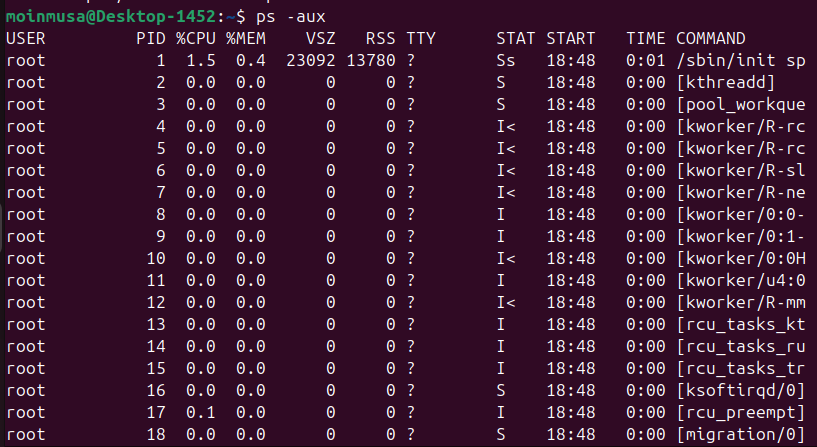 moinmusa@Desktop-1452:~$ ps -aux
USER PID %CPU %MEM VSZ RSS TTY STAT START TIME COMMAND
root 1 1.5 0.4 23092 13780 ? Ss 18:48 0:01 /sbin/init sp
root 2 0.0 0.0 0 0 ? S 18:48 0:00 [kthreadd]
root 3 0.0 0.0 0 0 ? S 18:48 0:00 [pool_workque
root 4 0.0 0.0 0 0 ? I< 18:48 0:00 [kworker/R-rc
root 5 0.0 0.0 0 0 ? I< 18:48 0:00 [kworker/R-rc
root 6 0.0 0.0 0 0 ? I< 18:48 0:00 [kworker/R-sl
root 7 0.0 0.0 0 0 ? I< 18:48 0:00 [kworker/R-ne
root 8 0.0 0.0 0 0 ? I 18:48 0:00 [kworker/0:0-
root 9 0.0 0.0 0 0 ? I 18:48 0:00 [kworker/0:1-
root 10 0.0 0.0 0 0 ? I< 18:48 0:00 [kworker/0:0H
root 11 0.0 0.0 0 0 ? I 18:48 0:00 [kworker/u4:0
root 12 0.0 0.0 0 0 ? I< 18:48 0:00 [kworker/R-mm
root 13 0.0 0.0 0 0 ? I 18:48 0:00 [rcu_tasks_kt
root 14 0.0 0.0 0 0 ? I 18:48 0:00 [rcu_tasks_ru
root 15 0.0 0.0 0 0 ? I 18:48 0:00 [rcu_tasks_tr
root 16 0.0 0.0 0 0 ? S 18:48 0:00 [ksoftirqd/0]
root 17 0.1 0.0 0 0 ? I 18:48 0:00 [rcu_preempt]
root 18 0.0 0.0 0 0 ? S 18:48 0:00 [migration/0]